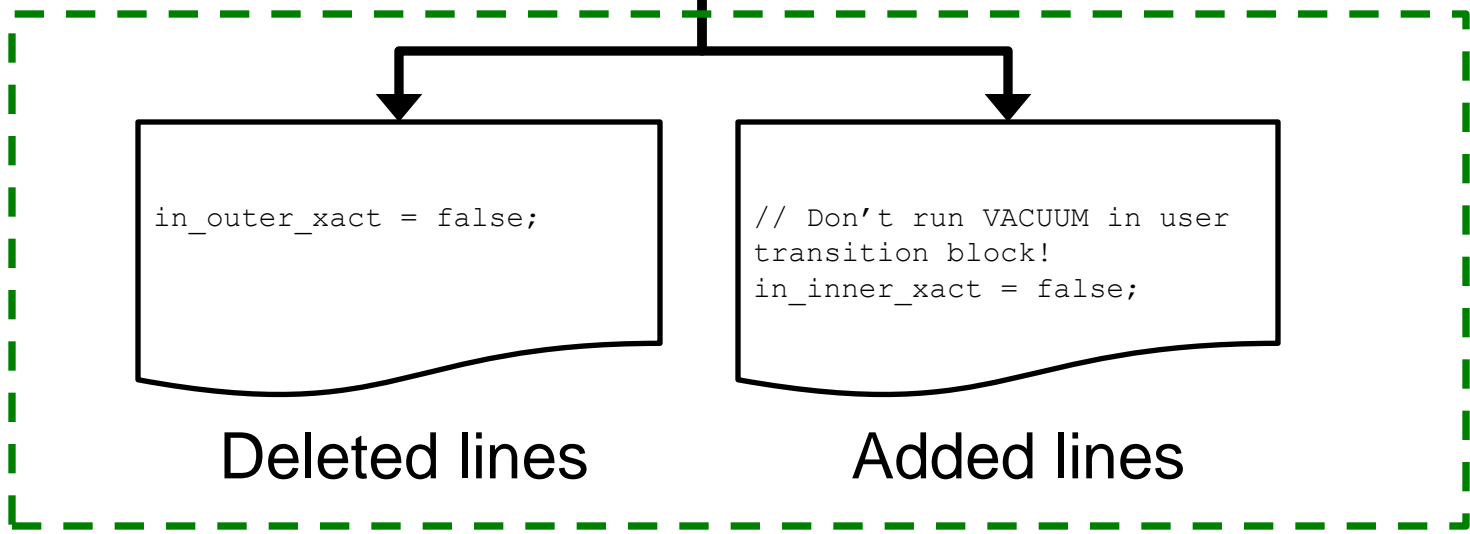 in_outer_xact = false;
Deleted lines
// Don't run VACUUM in user
transition block!
in_inner_xact = false;
Added lines